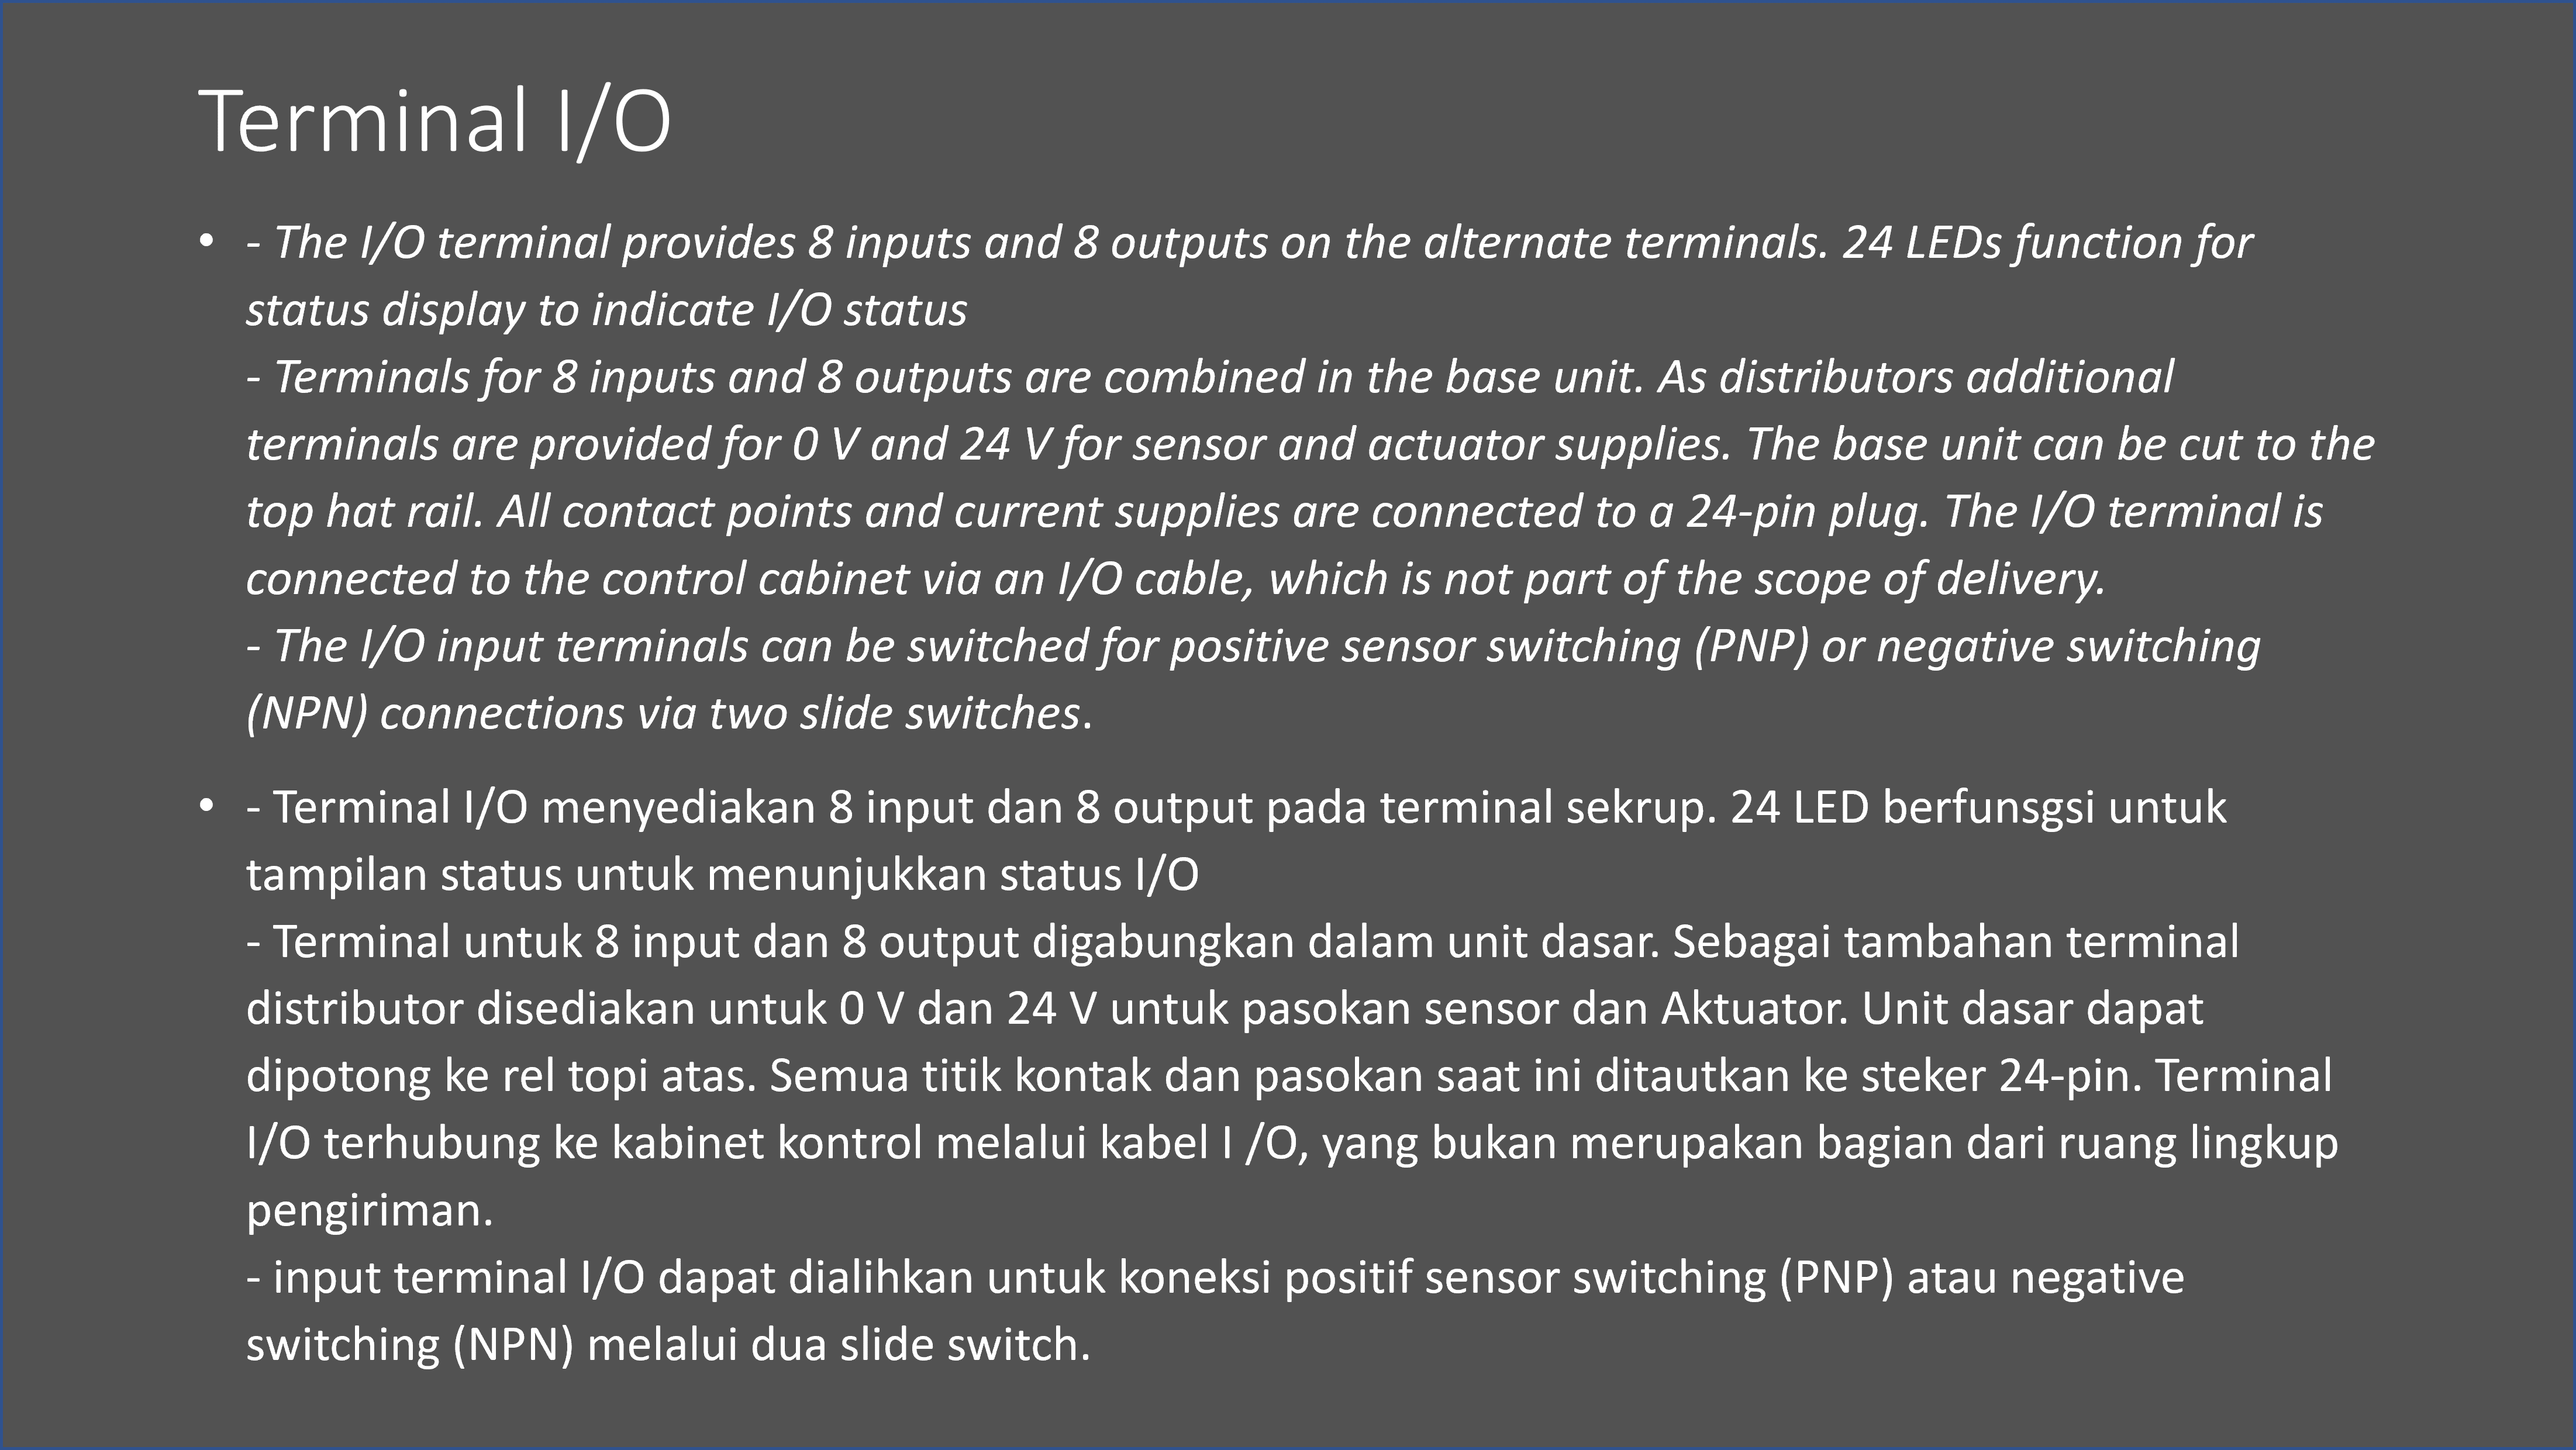 Terminal I/O
• - The I/O terminal provides 8 inputs and 8 outputs on the alternate terminals. 24 LEDs function for
status display to indicate I/O status
- Terminals for 8 inputs and 8 outputs are combined in the base unit. As distributors additional
terminals are provided for 0 V and 24 V for sensor and actuator supplies. The base unit can be cut to the
top hat rail. All contact points and current supplies are connected to a 24-pin plug. The I/O terminal is
connected to the control cabinet via an I/O cable, which is not part of the scope of delivery.
- The I/O input terminals can be switched for positive sensor switching (PNP) or negative switching
(NPN) connections via two slide switches.
• - Terminal I/O menyediakan 8 input dan 8 output pada terminal sekrup. 24 LED berfunsgsi untuk
tampilan status untuk menunjukkan status I/O
- Terminal untuk 8 input dan 8 output digabungkan dalam unit dasar. Sebagai tambahan terminal
distributor disediakan untuk 0 V dan 24 V untuk pasokan sensor dan Aktuator. Unit dasar dapat
dipotong ke rel topi atas. Semua titik kontak dan pasokan saat ini ditautkan ke steker 24-pin. Terminal
I/O terhubung ke kabinet kontrol melalui kabel I /O, yang bukan merupakan bagian dari ruang lingkup
pengiriman.
- input terminal I/O dapat dialihkan untuk koneksi positif sensor switching (PNP) atau negative
switching (NPN) melalui dua slide switch.